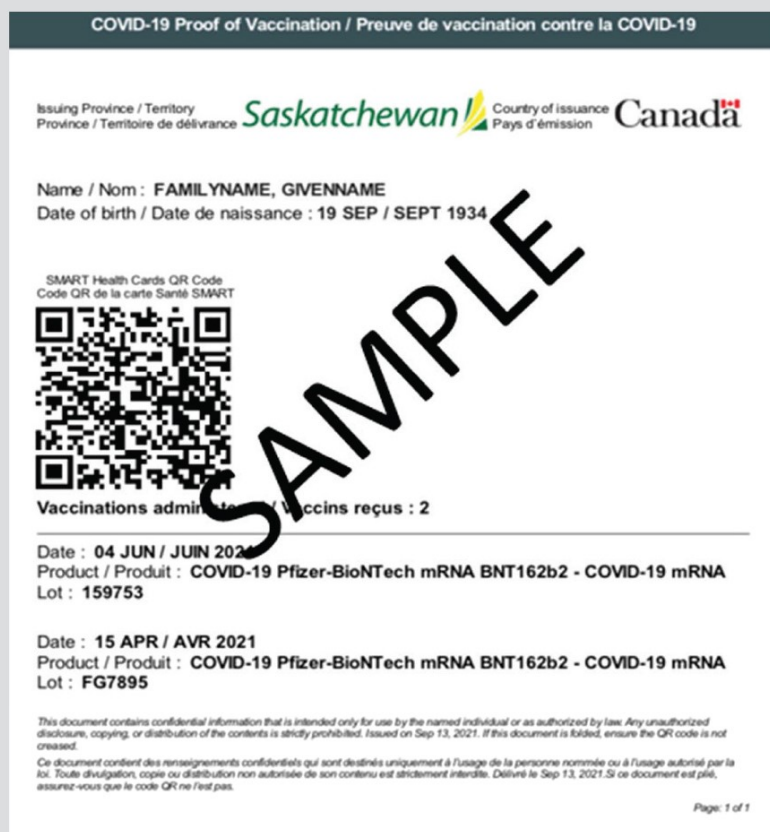 COVID-19 Proof of Vaccination / Preuve de vaccination contre la COVID-19
Issuing Province / Territory
Province / Territoire de délivrance
Saskatchewan
Country of issuance
Pays d'émission
Canada
Name / Nom : FAMILYNAME, GIVENNAME
Date of birth / Date de naissance : 19 SEP / SEPT 1934
SMART Health Cards QR Code
Code QR de la carte Santé SMART
SAMPLE
Vaccinations / reçus : 2
Date : 04 JUN / JUIN
Product / Produit : COVID-19 Pfizer-BioNTech mRNA BNT162b2 - COVID-19 mRNA
Lot : 159753
Date : 15 APR / AVR 2021
Product / Produit : COVID-19 Pfizer-BioNTech mRNA BNT162b2 - COVID-19 mRNA
Lot : FG7895
This document contains confidential information that is intended only for use by the named individual or as authorized by law. Any unauthorized
disclosure, copying, or distribution of the contents is strictly prohibited. Issued on Sep 13, 2021. If this document is folded, ensure the QR code is not
creased.
Ce document contient des renseignements confidentiels qui sont destinés uniquement à l'usage de la personne nommée ou à l'usage autorisé par la
loi. Toute divulgation, copie ou distribution non autorisée de son contenu est strictement interdite. Délivré le Sep 13, 2021.Si ce document est plié,
assurez-vous que le code QR ne l'est pas.
Page: 1 of 1